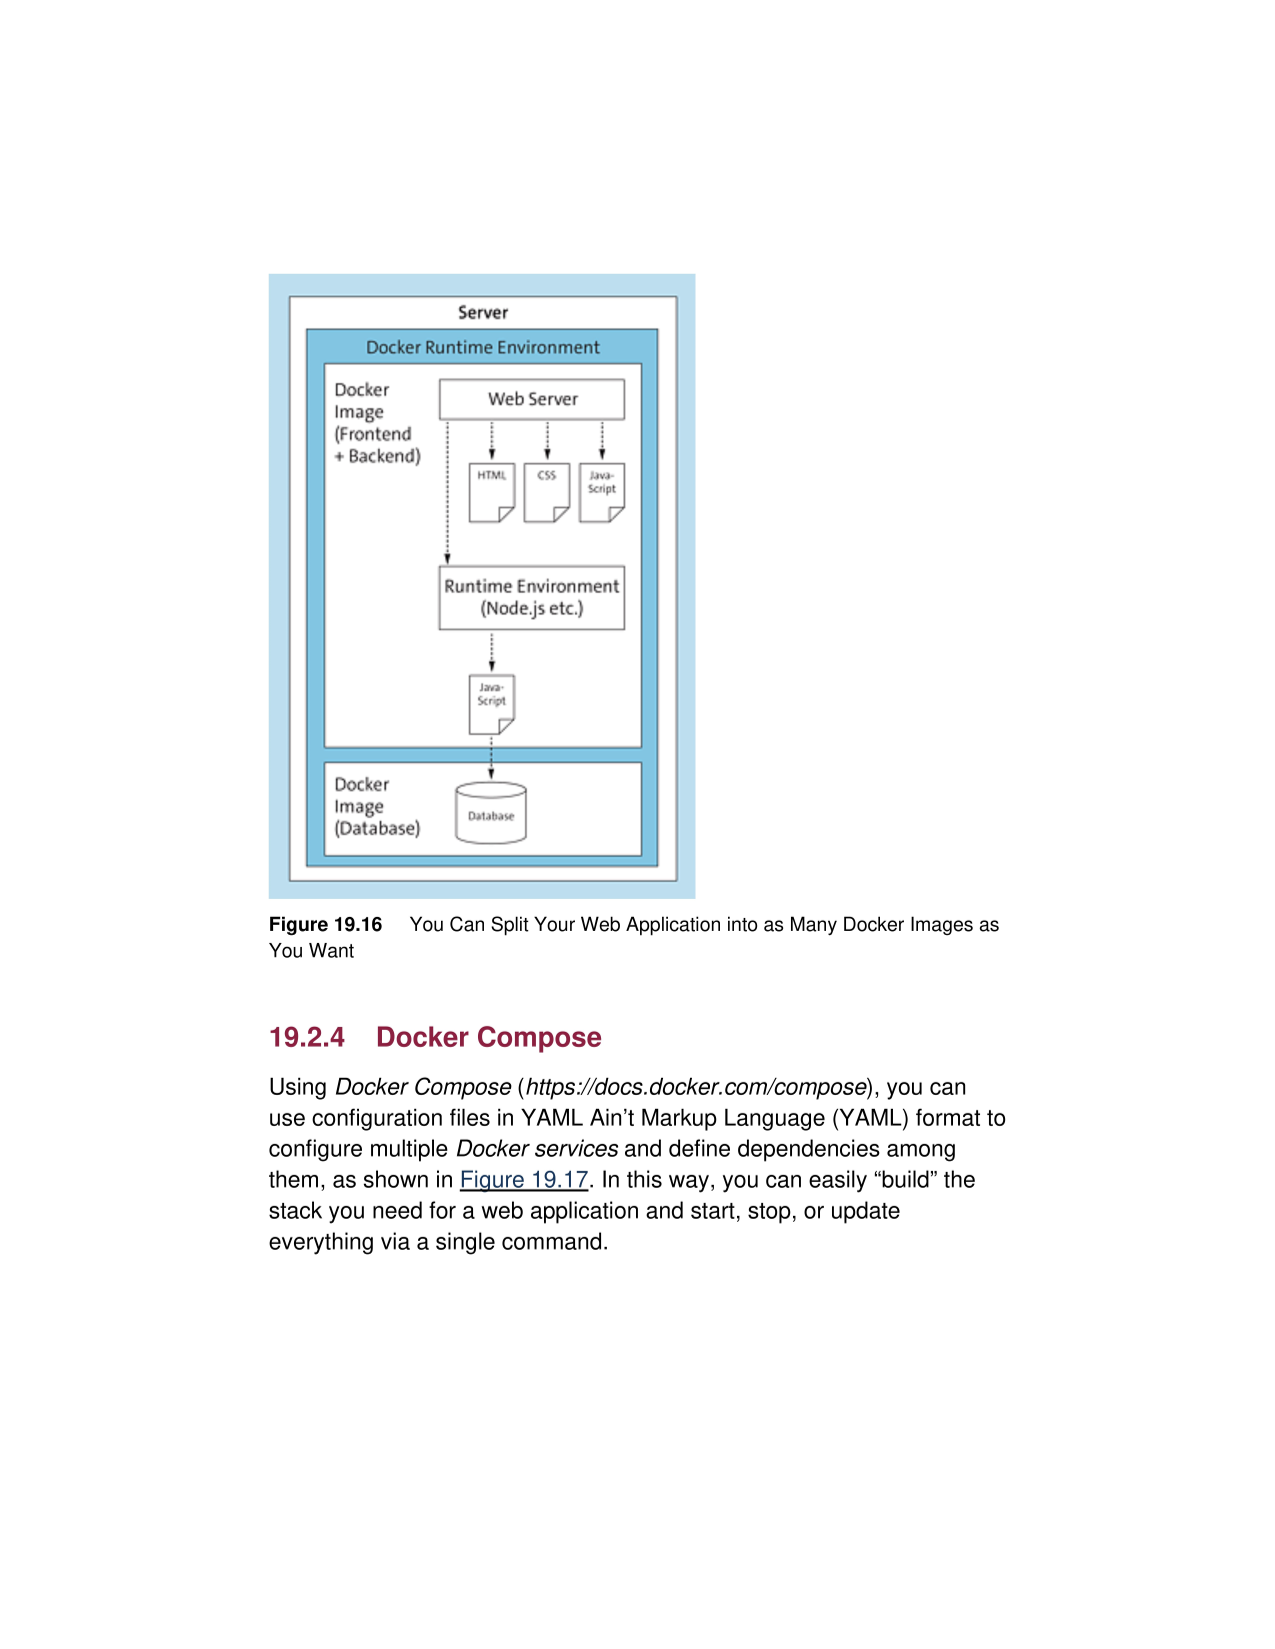 Server
Docker Runtime Environment
Docker
Image
(Frontend
+ Backend)
Web Server
HTML
CSS
Java-
Script
Runtime Environment
(Node.js etc.)
Java-
Script
Docker
Image
(Database)
Database
Figure 19.16 You Can Split Your Web Application into as Many Docker Images as
You Want
19.2.4 Docker Compose
Using Docker Compose (https://docs.docker.com/compose), you can
use configuration files in YAML Ain’t Markup Language (YAML) format to
configure multiple Docker services and define dependencies among
them, as shown in Figure 19.17. In this way, you can easily “build” the
stack you need for a web application and start, stop, or update
everything via a single command.